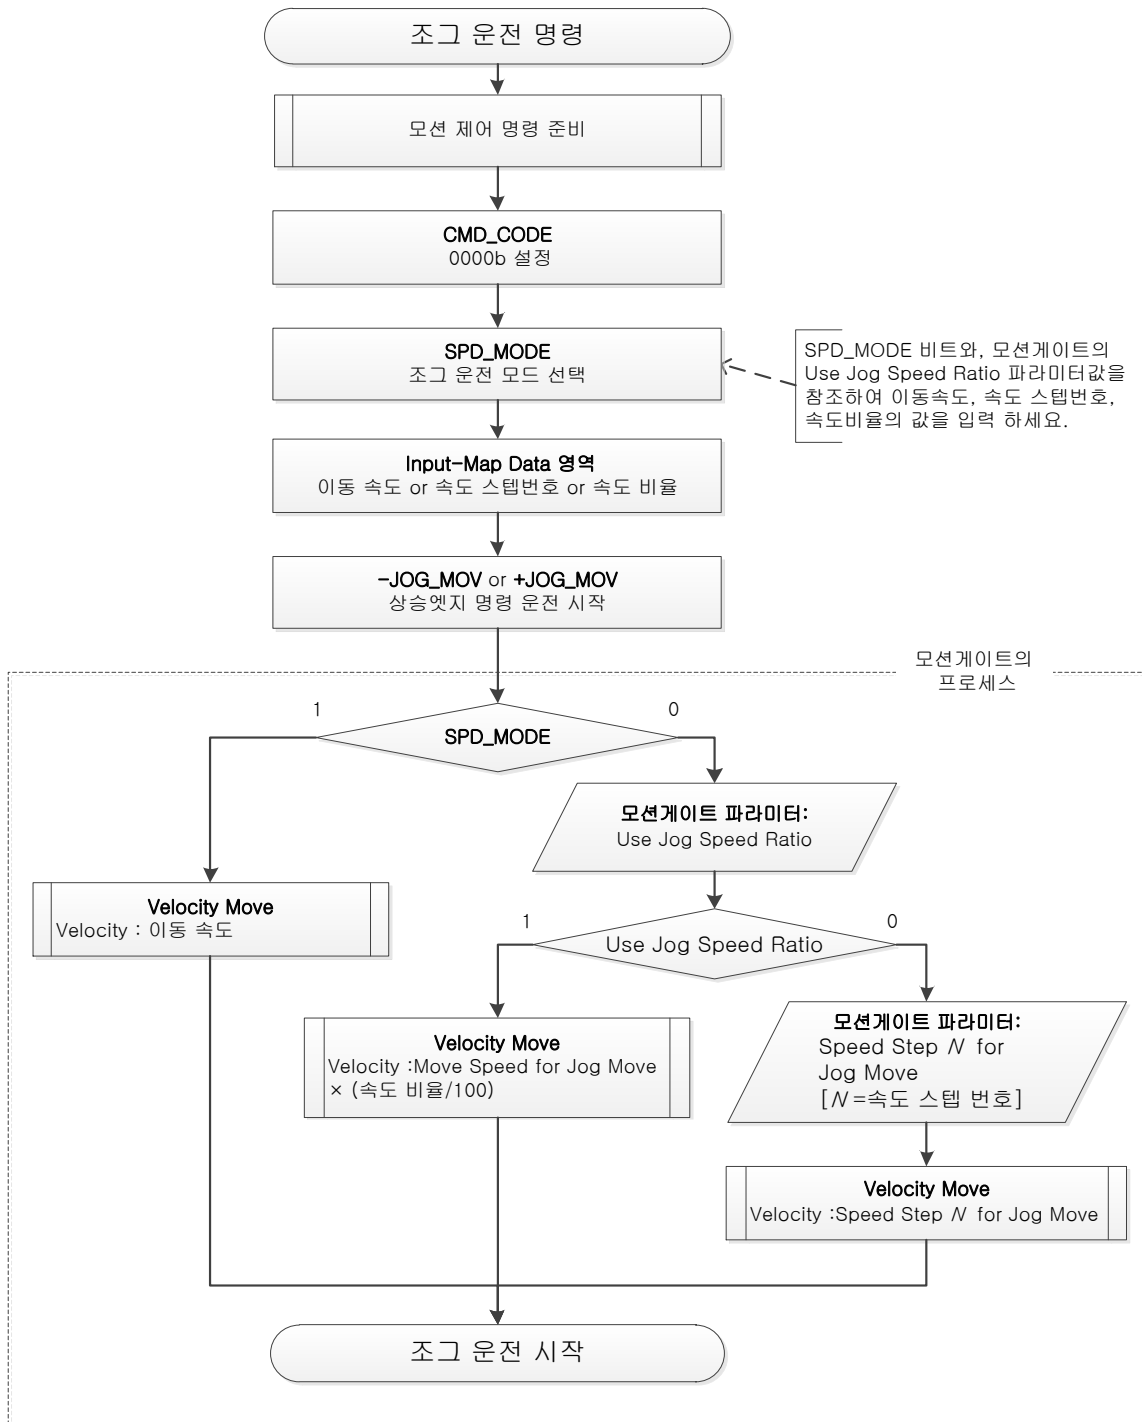 조그 운전 명령
모션 제어 명령 준비
CMD_CODE
0000b 설정
SPD_MODE
조그 운전 모드 선택
SPD_MODE 비트와, 모션게이트의
Use Jog Speed Ratio 파라미터값을
참조하여 이동속도, 속도 스텝번호,
속도비율의 값을 입력 하세요.
Input-Map Data 영역
이동 속도 or 속도 스텝번호 or 속도 비율
-JOG_MOV or +JOG_MOV
상승엣지 명령 운전 시작
모션게이트의
프로세스
1
0
SPD_MODE
모션게이트 파라미터:
Use Jog Speed Ratio
Velocity Move
Velocity : 이동 속도
1
0
Use Jog Speed Ratio
Velocity Move
Velocity :Move Speed for Jog Move
× (속도 비율/100)
모션게이트 파라미터:
Speed Step N for
Jog Move
[N=속도 스텝 번호]
Velocity Move
Velocity :Speed Step N for Jog Move
조그 운전 시작